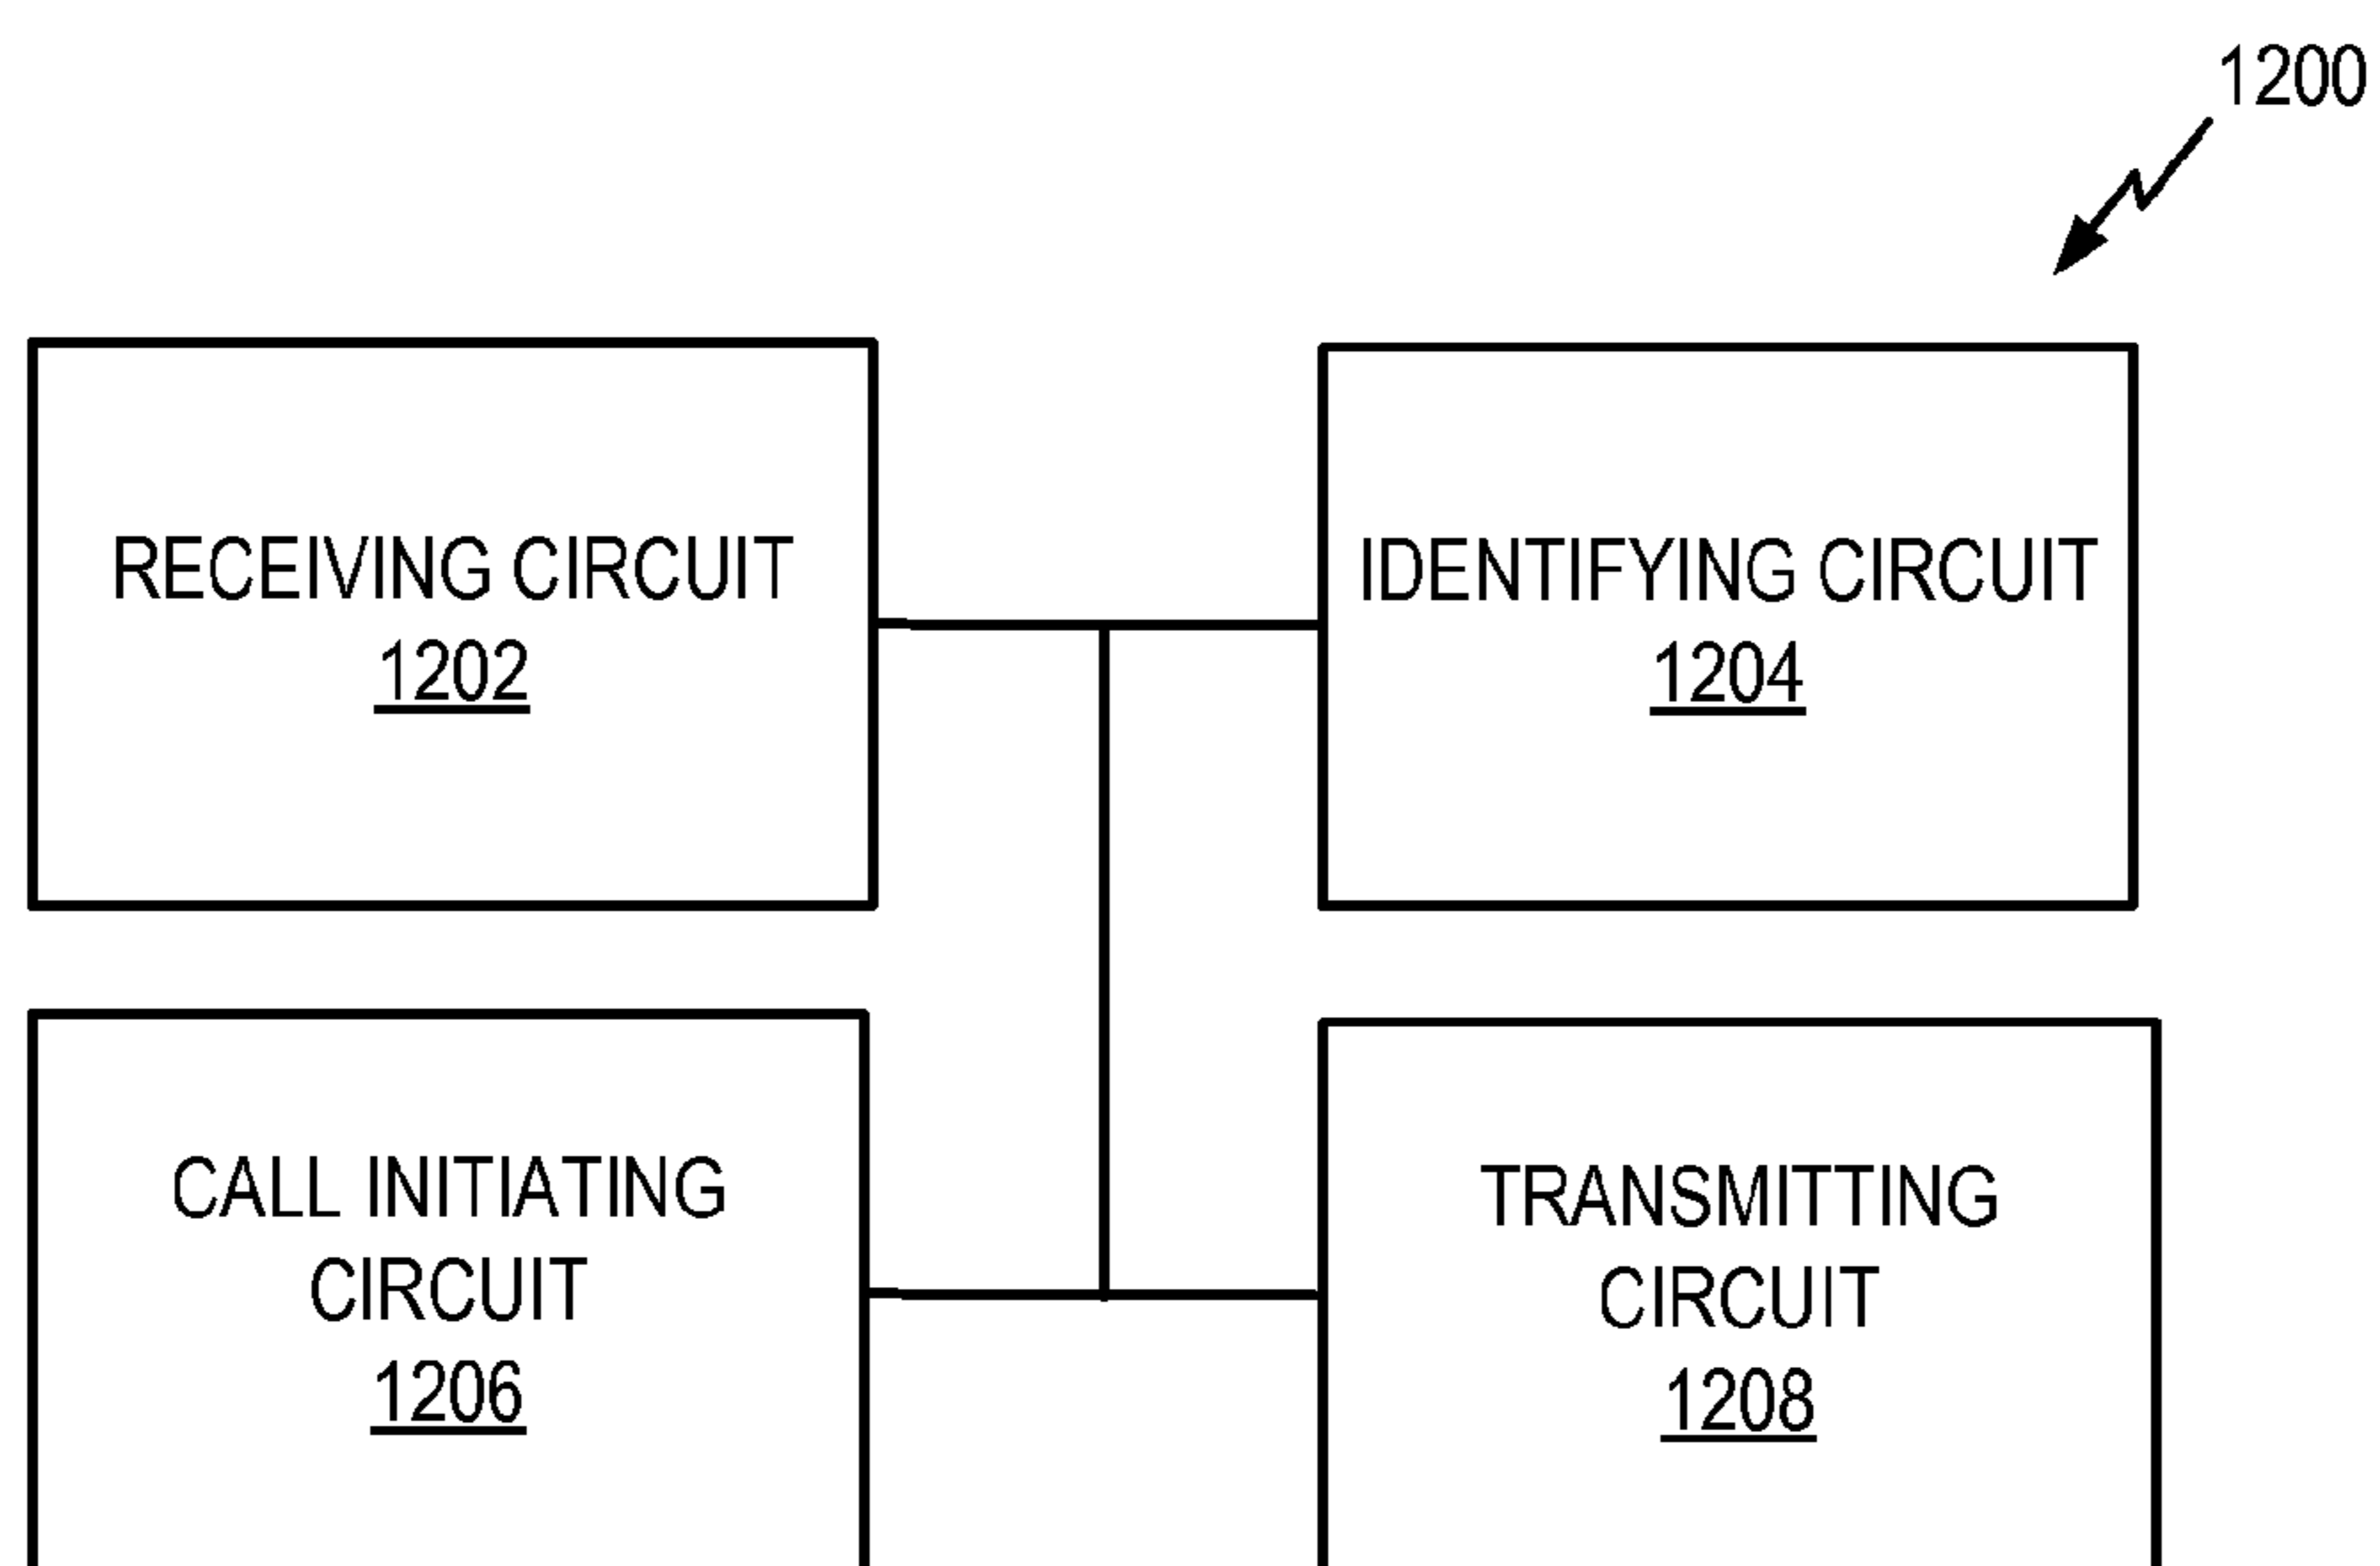 1200
RECEIVING CIRCUIT
1202
IDENTIFYING CIRCUIT
1204
CALL INITIATING
CIRCUIT
1206
TRANSMITTING
CIRCUIT
1208